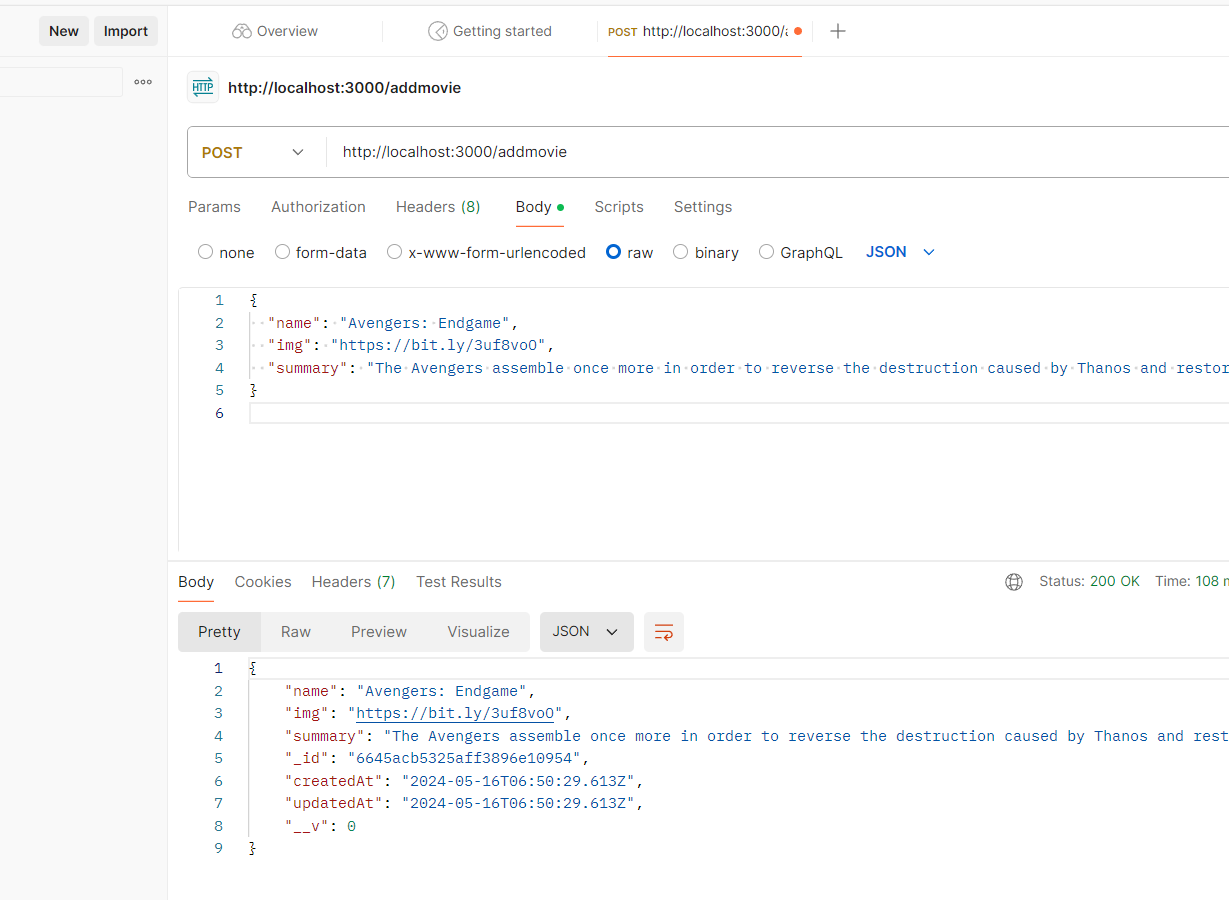 New Import Overview Getting started POST http://localhost:3000/a
HTTP http://localhost:3000/addmovie
POST http://localhost:3000/addmovie
Params Authorization Headers (8) Body Scripts Settings
none form-data x-www-form-urlencoded raw binary GraphQL JSON
1 {
2 "name": "Avengers: Endgame",
3 "img": "https://bit.ly/3uf8voO",
4 "summary": "The Avengers assemble once more in order to reverse the destruction caused by Thanos and restor
5 }
6
Body Cookies Headers (7) Test Results Status: 200 OK Time: 108 m
Pretty Raw Preview Visualize JSON
1 {
2 "name": "Avengers: Endgame",
3 "img": "https://bit.ly/3uf8voO",
4 "summary": "The Avengers assemble once more in order to reverse the destruction caused by Thanos and rest
5 "_id": "6645acb5325aff3896e10954",
6 "createdAt": "2024-05-16T06:50:29.613Z",
7 "updatedAt": "2024-05-16T06:50:29.613Z",
8 "__v": 0
9 }